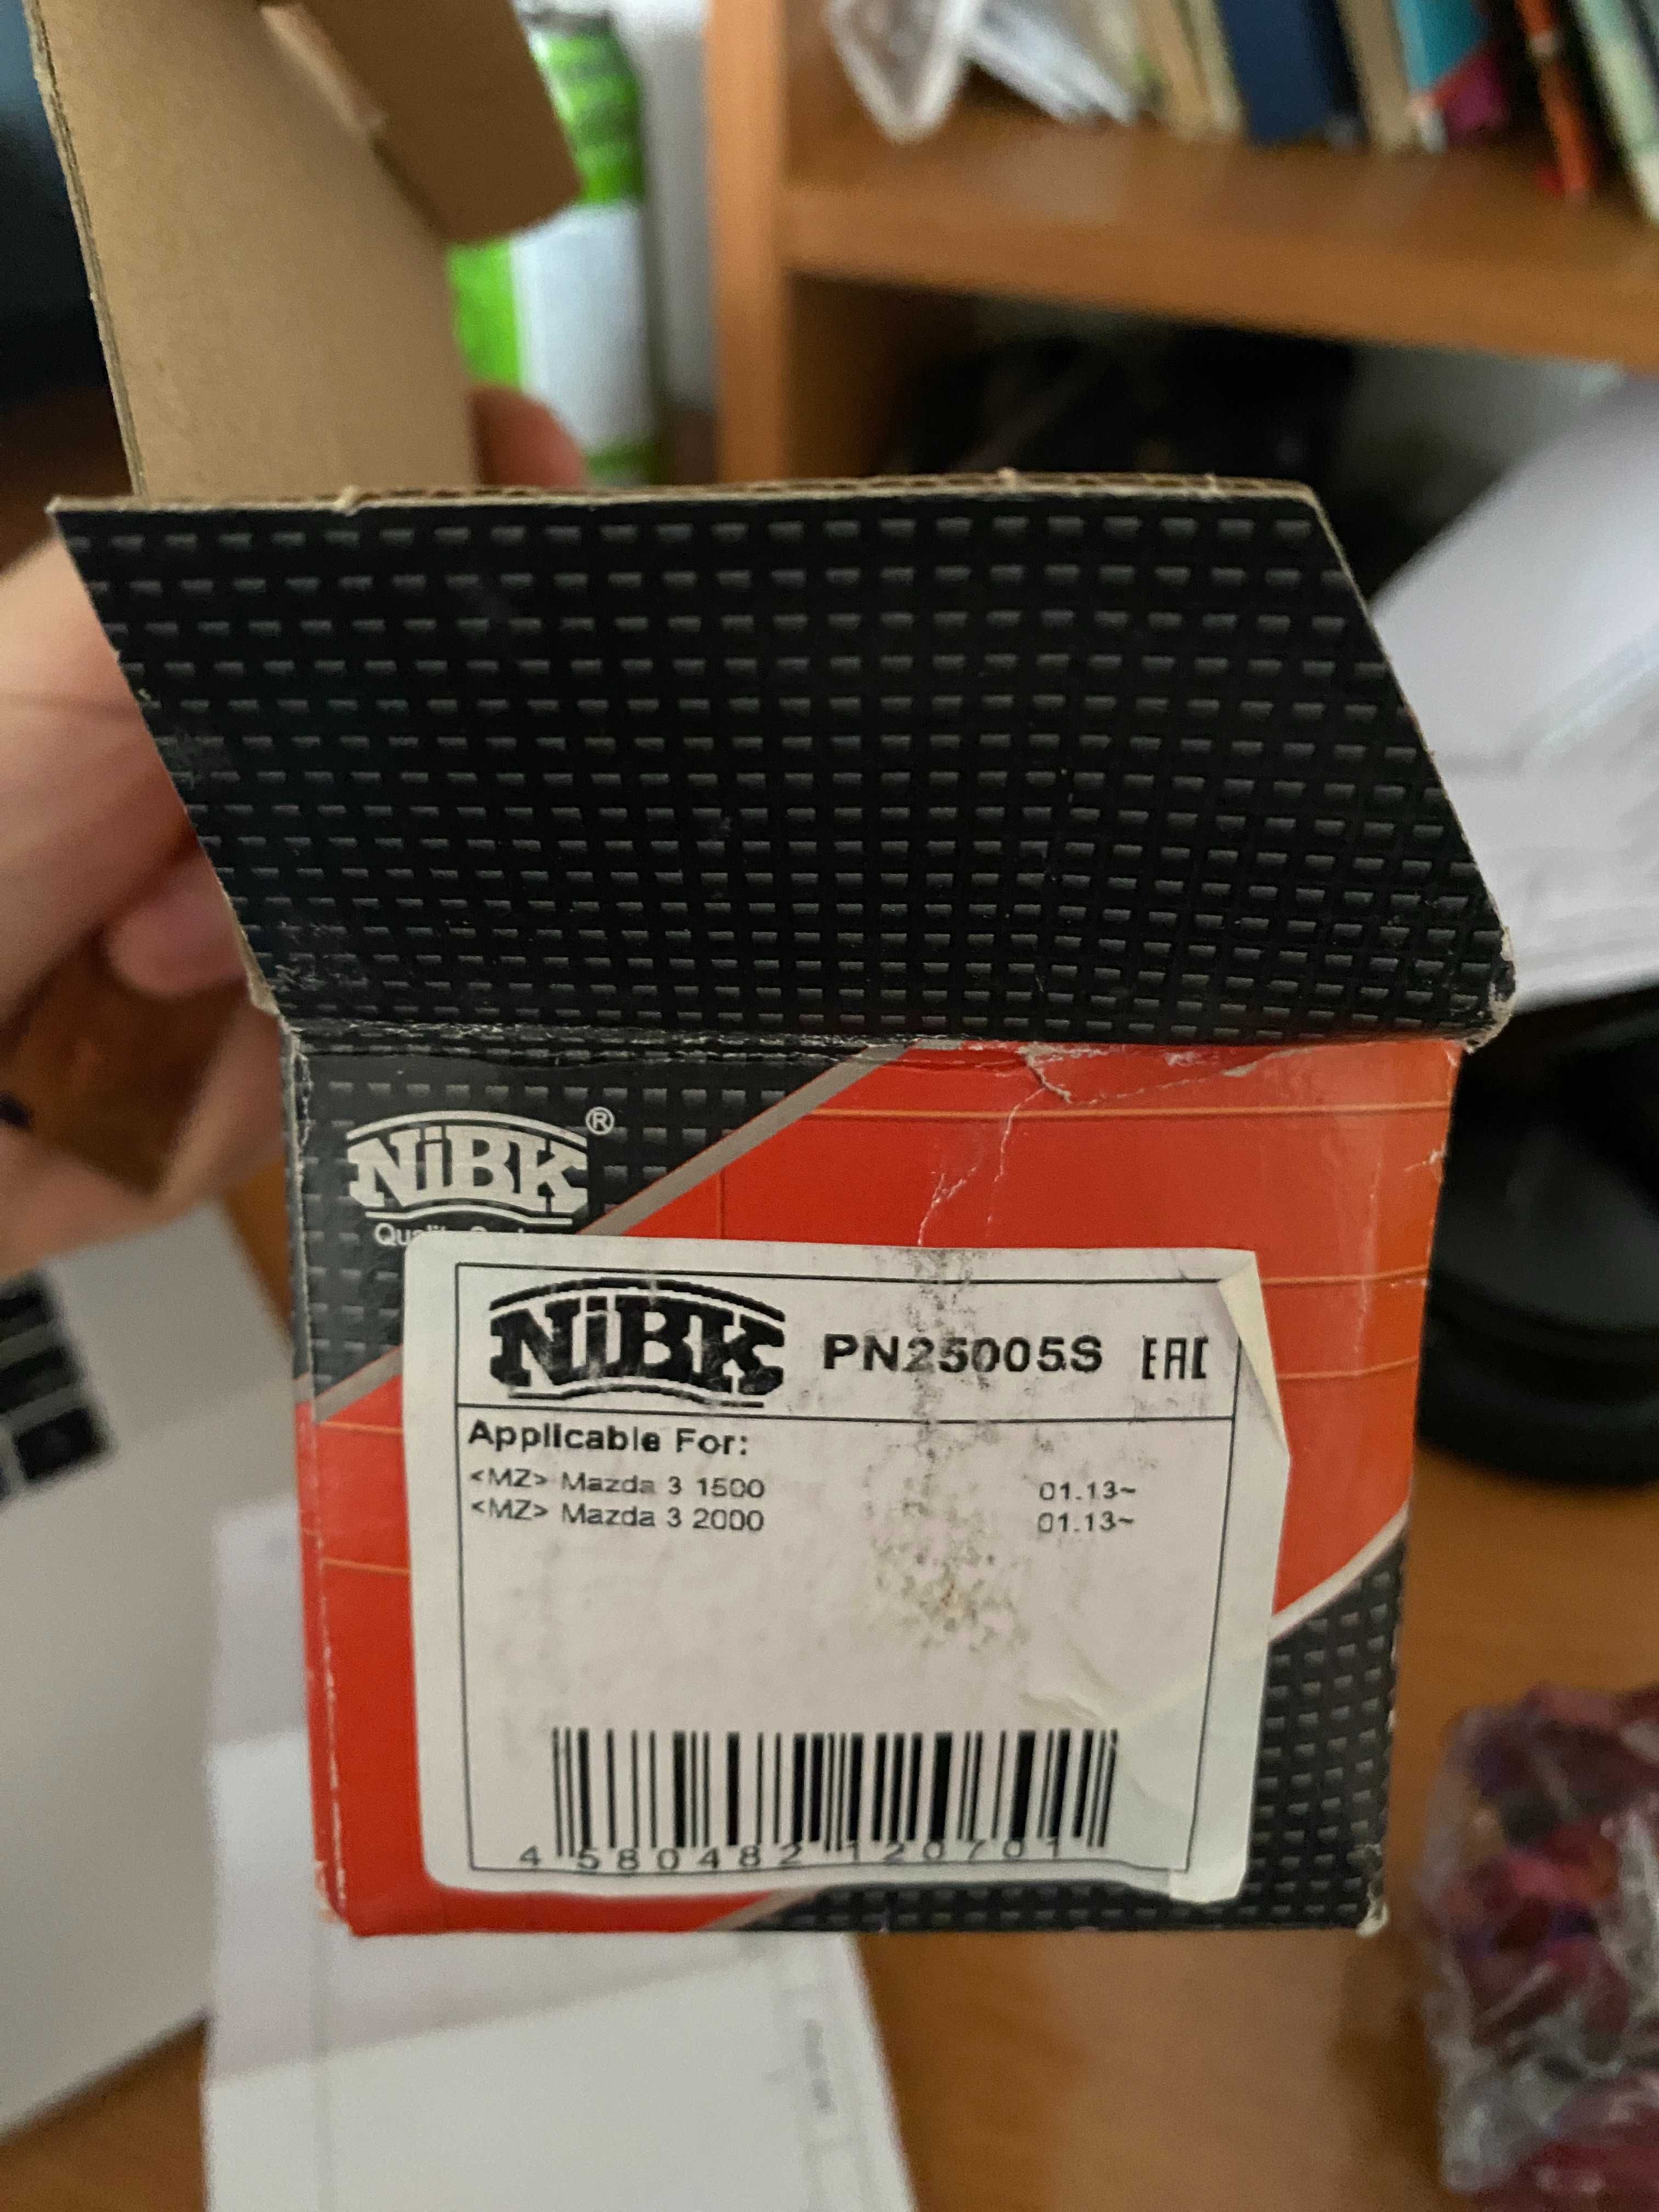 NiBK ®
NiBK PN25005S EAC
Applicable For:
<MZ> Mazda 3 1500 01.13~
<MZ> Mazda 3 2000 01.13~
4 580482 120701